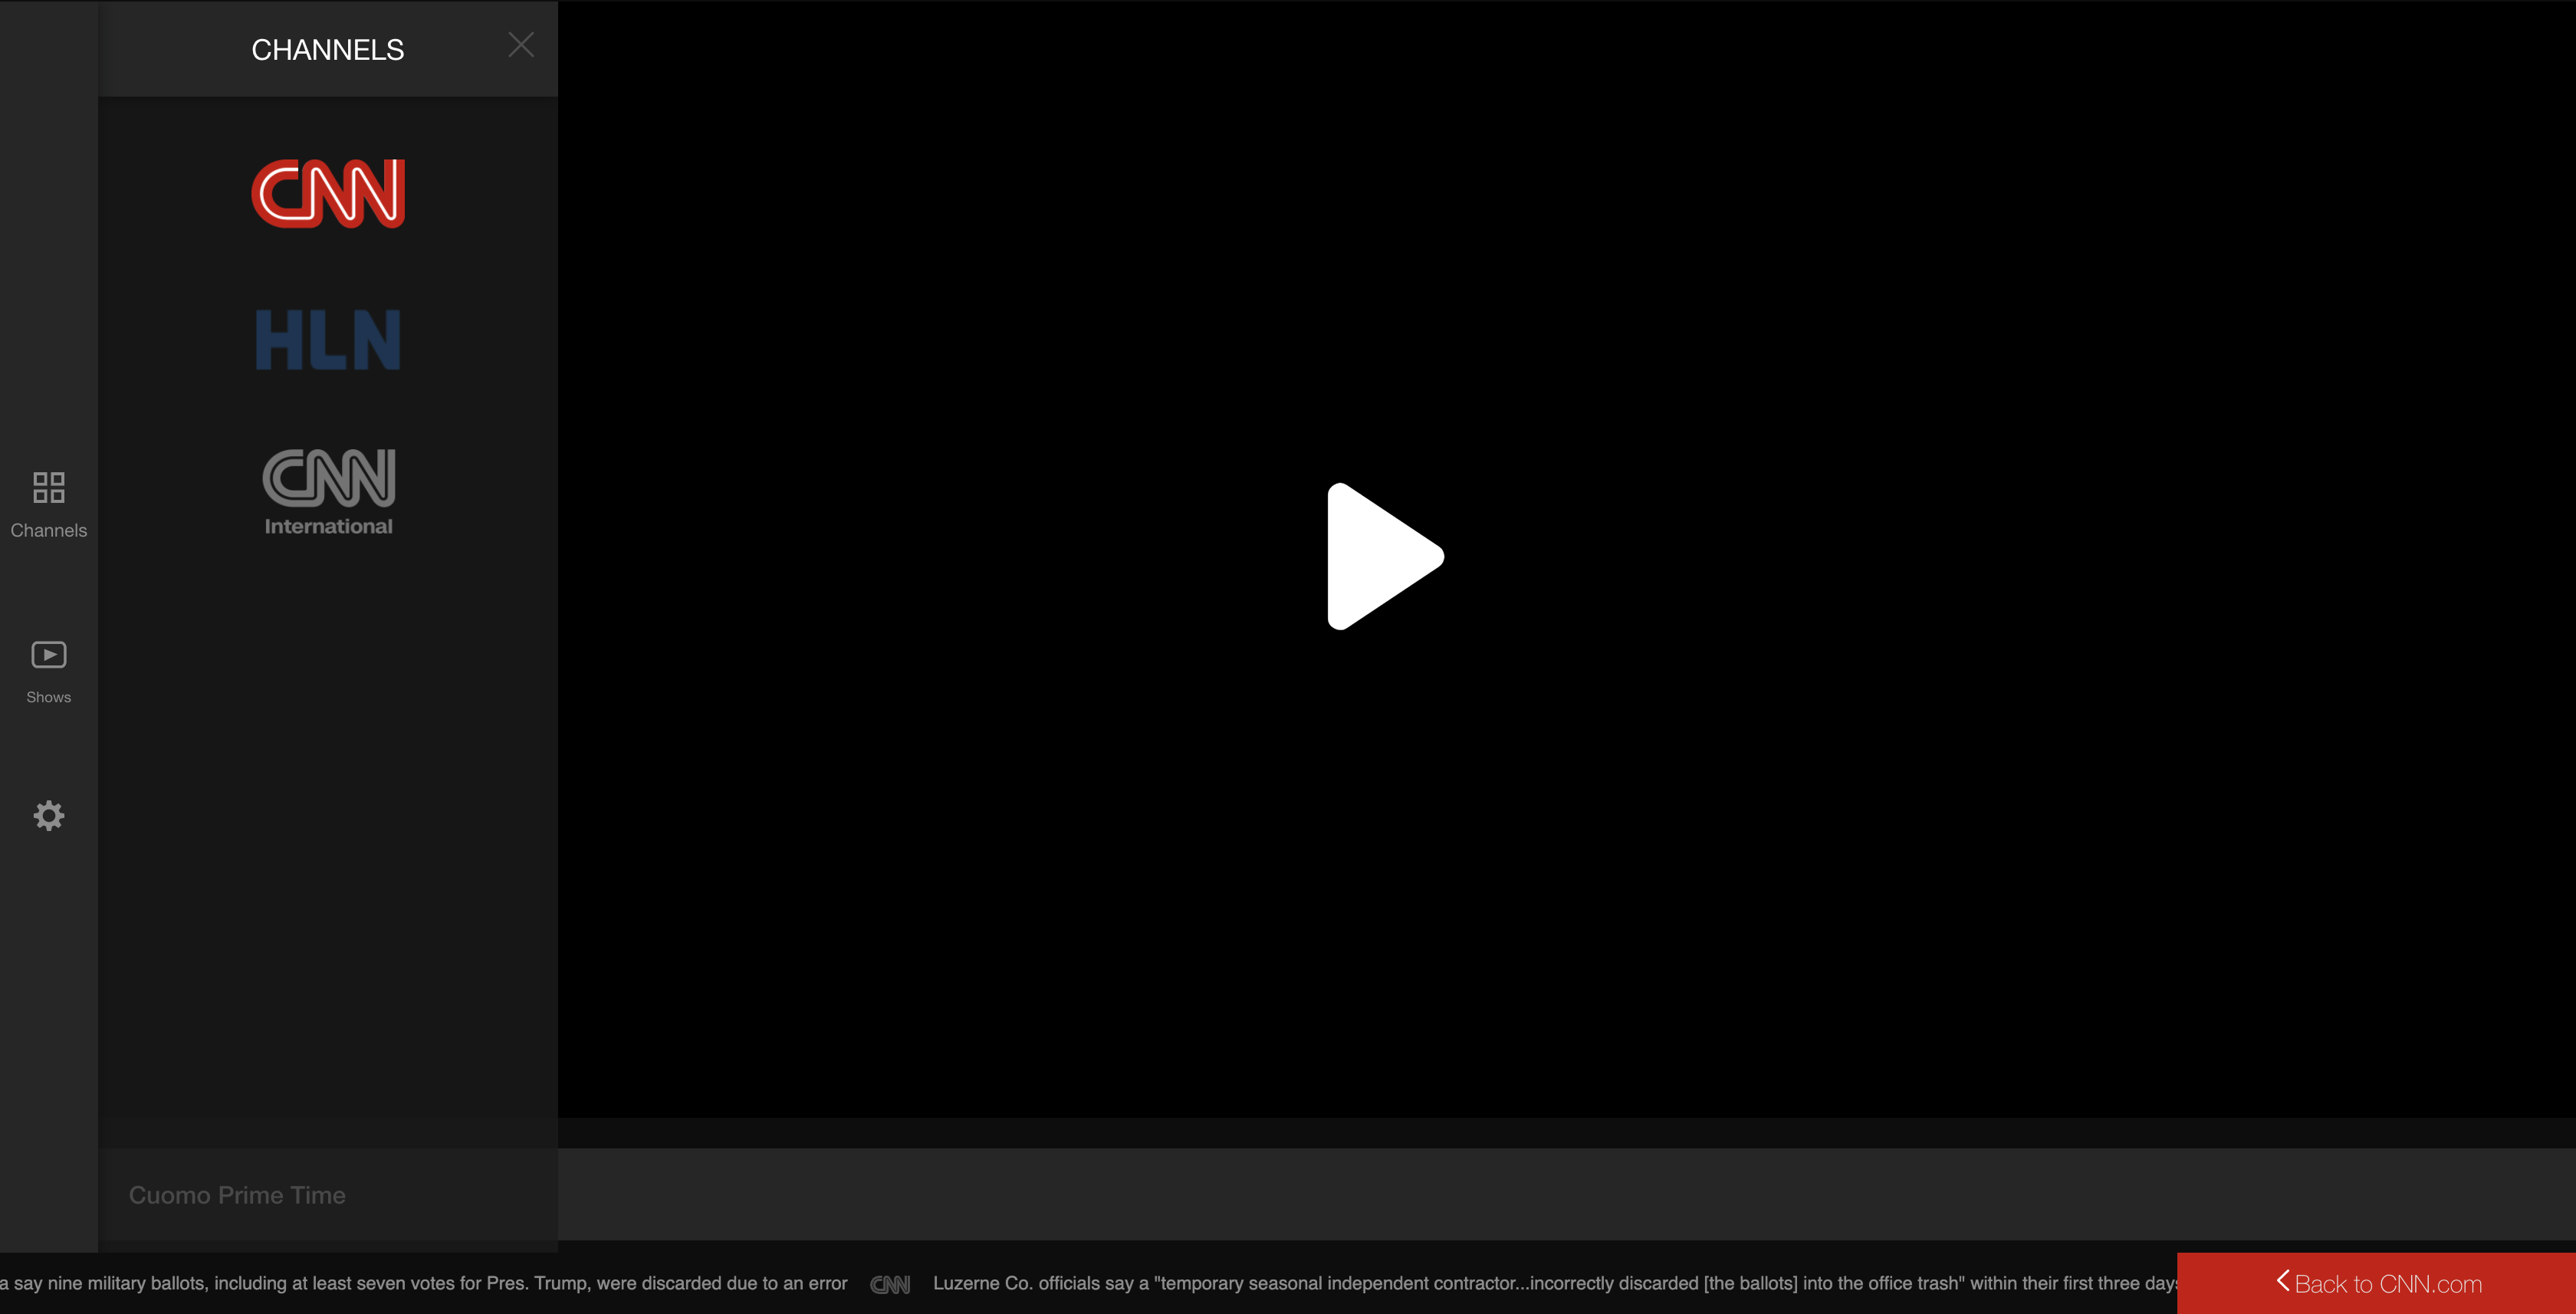 CHANNELS
CNN
HLN
CNN
International
Channels
Shows
Cuomo Prime Time
a say nine military ballots, including at least seven votes for Pres. Trump, were discarded due to an error CNN Luzerne Co. officials say a "temporary seasonal independent contractor...incorrectly discarded [the ballots] into the office trash" within their first three days
Back to CNN.com